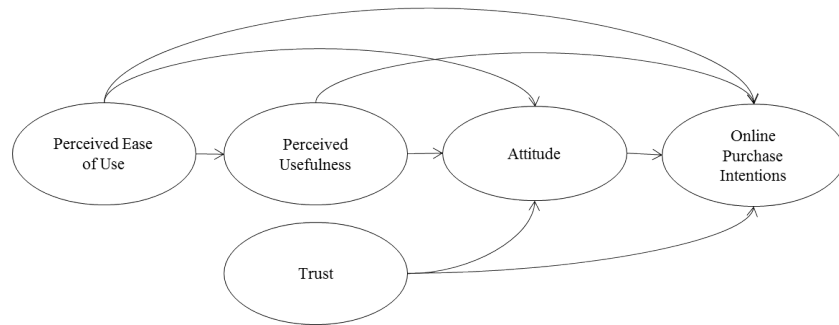 Perceived Ease
of Use
Perceived
Usefulness
Attitude
Online
Purchase
Intentions
Trust